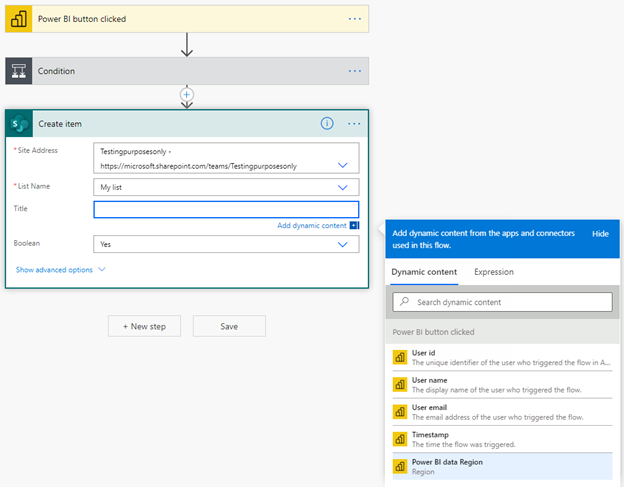 Power BI button clicked
Condition
S
Create item
* Site Address
Testingpurposesonly -
https://microsoft.sharepoint.com/teams/Testingpurposesonly
* List Name
My list
Title
Add dynamic content
Boolean
Yes
Show advanced options
+ New step
Save
Add dynamic content from the apps and connectors
used in this flow.
Hide
Dynamic content
Expression
Search dynamic content
Power BI button clicked
User id
The unique identifier of the user who triggered the flow in A...
User name
The display name of the user who triggered the flow.
User email
The email address of the user who triggered the flow.
Timestamp
The time the flow was triggered.
Power BI data Region
Region